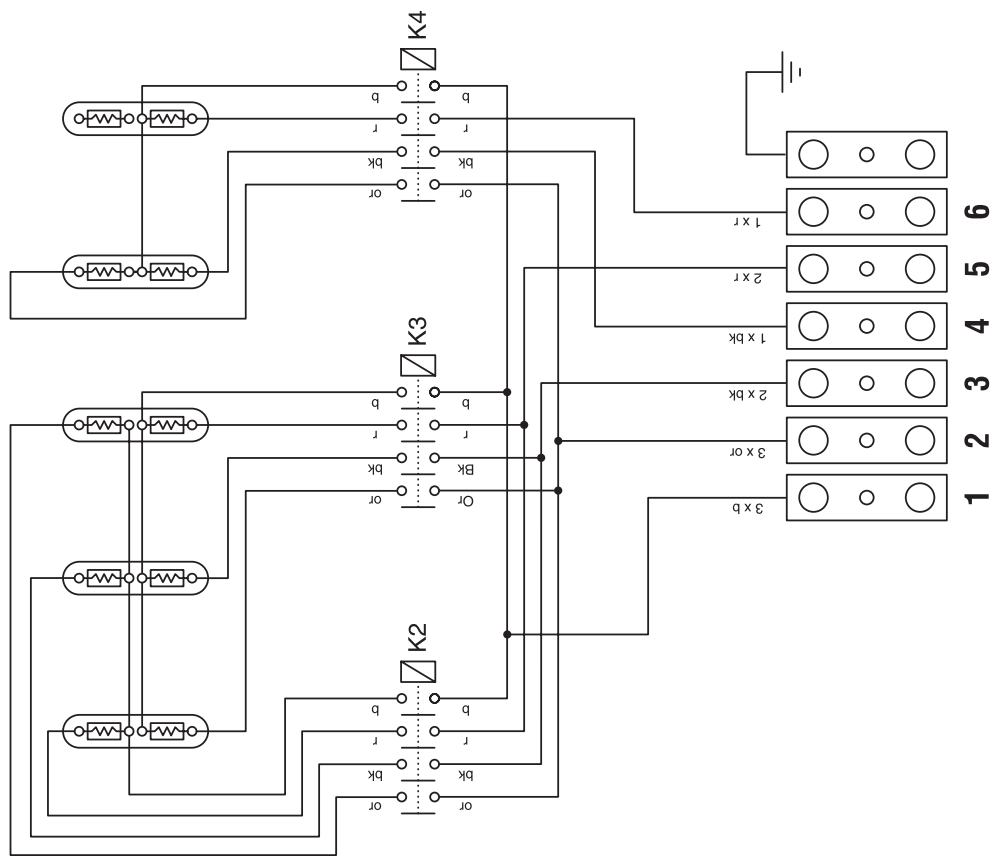 K4
b b
r r
bk bk
or or
K3
b b
r r
bk Bk
or Or
K2
b b
r r
bk bk
or or
1 x r 6
2 x r 5
1 x bk 4
2 x bk 3
3 x or 2
3 x b 1